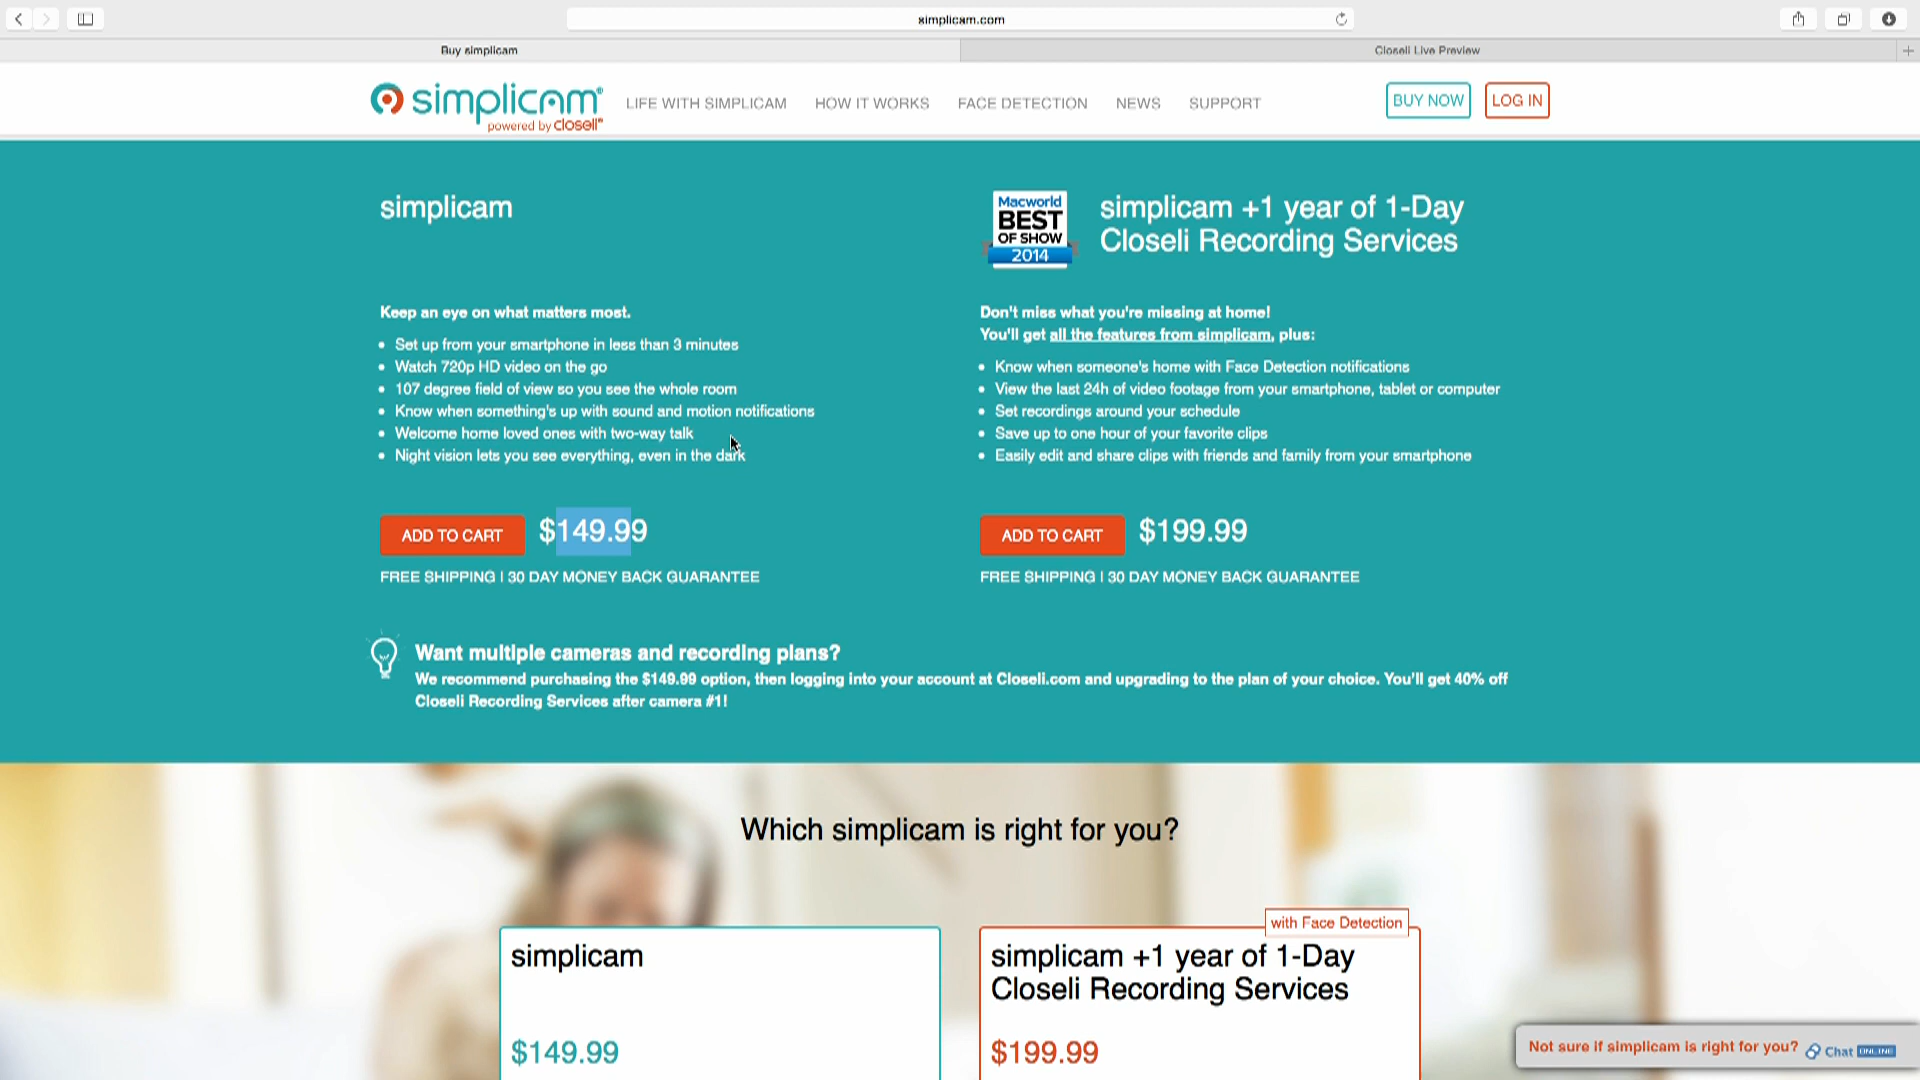 simplicam.com
Buy simplicam
Closeli Live Preview
simplicam®
powered by closeli®
LIFE WITH SIMPLICAM
HOW IT WORKS
FACE DETECTION
NEWS
SUPPORT
BUY NOW
LOG IN
simplicam
Keep an eye on what matters most.
• Set up from your smartphone in less than 3 minutes
• Watch 720p HD video on the go
• 107 degree field of view so you see the whole room
• Know when something's up with sound and motion notifications
• Welcome home loved ones with two-way talk
• Night vision lets you see everything, even in the dark
ADD TO CART $149.99
FREE SHIPPING | 30 DAY MONEY BACK GUARANTEE
Macworld
BEST
OF SHOW
2014
simplicam +1 year of 1-Day
Closeli Recording Services
Don't miss what you're missing at home!
You'll get all the features from simplicam, plus:
• Know when someone's home with Face Detection notifications
• View the last 24h of video footage from your smartphone, tablet or computer
• Set recordings around your schedule
• Save up to one hour of your favorite clips
• Easily edit and share clips with friends and family from your smartphone
ADD TO CART $199.99
FREE SHIPPING | 30 DAY MONEY BACK GUARANTEE
Want multiple cameras and recording plans?
We recommend purchasing the $149.99 option, then logging into your account at Closeli.com and upgrading to the plan of your choice. You'll get 40% off
Closeli Recording Services after camera #1!
Which simplicam is right for you?
simplicam
$149.99
with Face Detection
simplicam +1 year of 1-Day
Closeli Recording Services
$199.99
Not sure if simplicam is right for you? Chat ONLINE